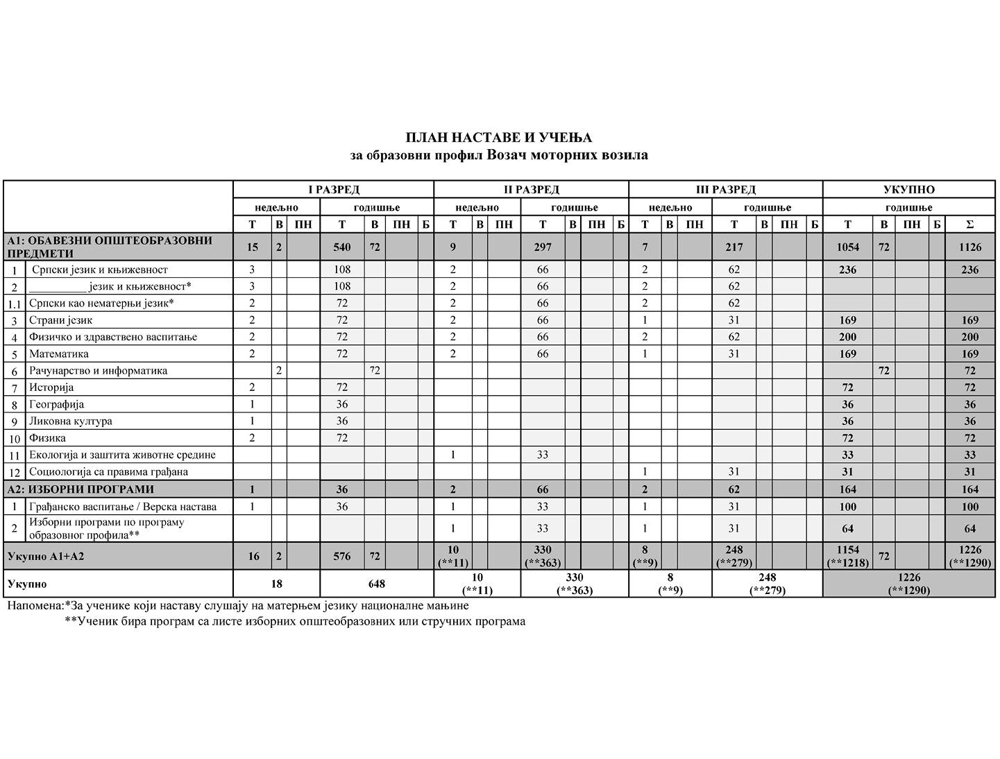 ПЛАН НАСТАВЕ И УЧЕЊА
за образовни профил Возач моторних возила
I РАЗРЕД II РАЗРЕД III РАЗРЕД УКУПНО
недељно годишње недељно годишње недељно годишње годишње
Т В ПН Т В ПН Б Т В ПН Т В ПН Б Т В ПН Т В ПН Б Т В ПН Б Σ
А1: ОБАВЕЗНИ ОПШТЕОБРАЗОВНИ
ПРЕДМЕТИ 15 2 540 72 9 297 7 217 1054 72 1126
1 Српски језик и књижевност 3 108 2 66 2 62 236 236
2 __________ језик и књижевност* 3 108 2 66 2 62
1.1 Српски као нематерњи језик* 2 72 2 66 2 62
3 Страни језик 2 72 2 66 1 31 169 169
4 Физичко и здравствено васпитање 2 72 2 66 2 62 200 200
5 Математика 2 72 2 66 1 31 169 169
6 Рачунарство и информатика 2 72 72 72
7 Историја 2 72 72 72
8 Географија 1 36 36 36
9 Ликовна култура 1 36 36 36
10 Физика 2 72 72 72
11 Екологија и заштита животне средине 1 33 33 33
12 Социологија са правима грађана 1 31 31 31
А2: ИЗБОРНИ ПРОГРАМИ 1 36 2 66 2 62 164 164
1 Грађанско васпитање / Верска настава 1 36 1 33 1 31 100 100
2 Изборни програми по програму
образовног профила** 1 33 1 31 64 64
Укупно А1+А2 16 2 576 72 10 330 8 248 1154 72 1226
(**11) (**363) (**9) (**279) (**1218) (**1290)
Укупно 18 648 10 330 8 248 1226
(**11) (**363) (**9) (**279) (**1290)
Напомена:*За ученике који наставу слушају на матерњем језику националне мањине
**Ученик бира програм са листе изборних општеобразовних или стручних програма